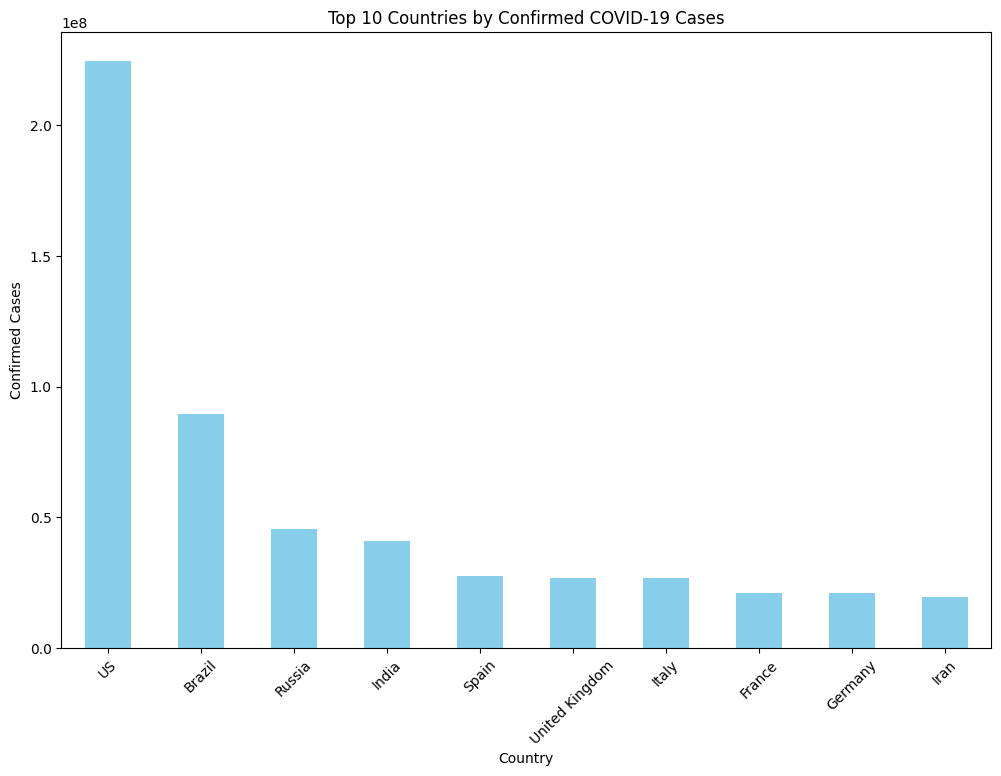 Top 10 Countries by Confirmed COVID-19 Cases
1e8
2.0
1.5
1.0
0.5
0.0
Confirmed Cases
US
Brazil
Russia
India
Spain
United Kingdom
Italy
France
Germany
Iran
Country